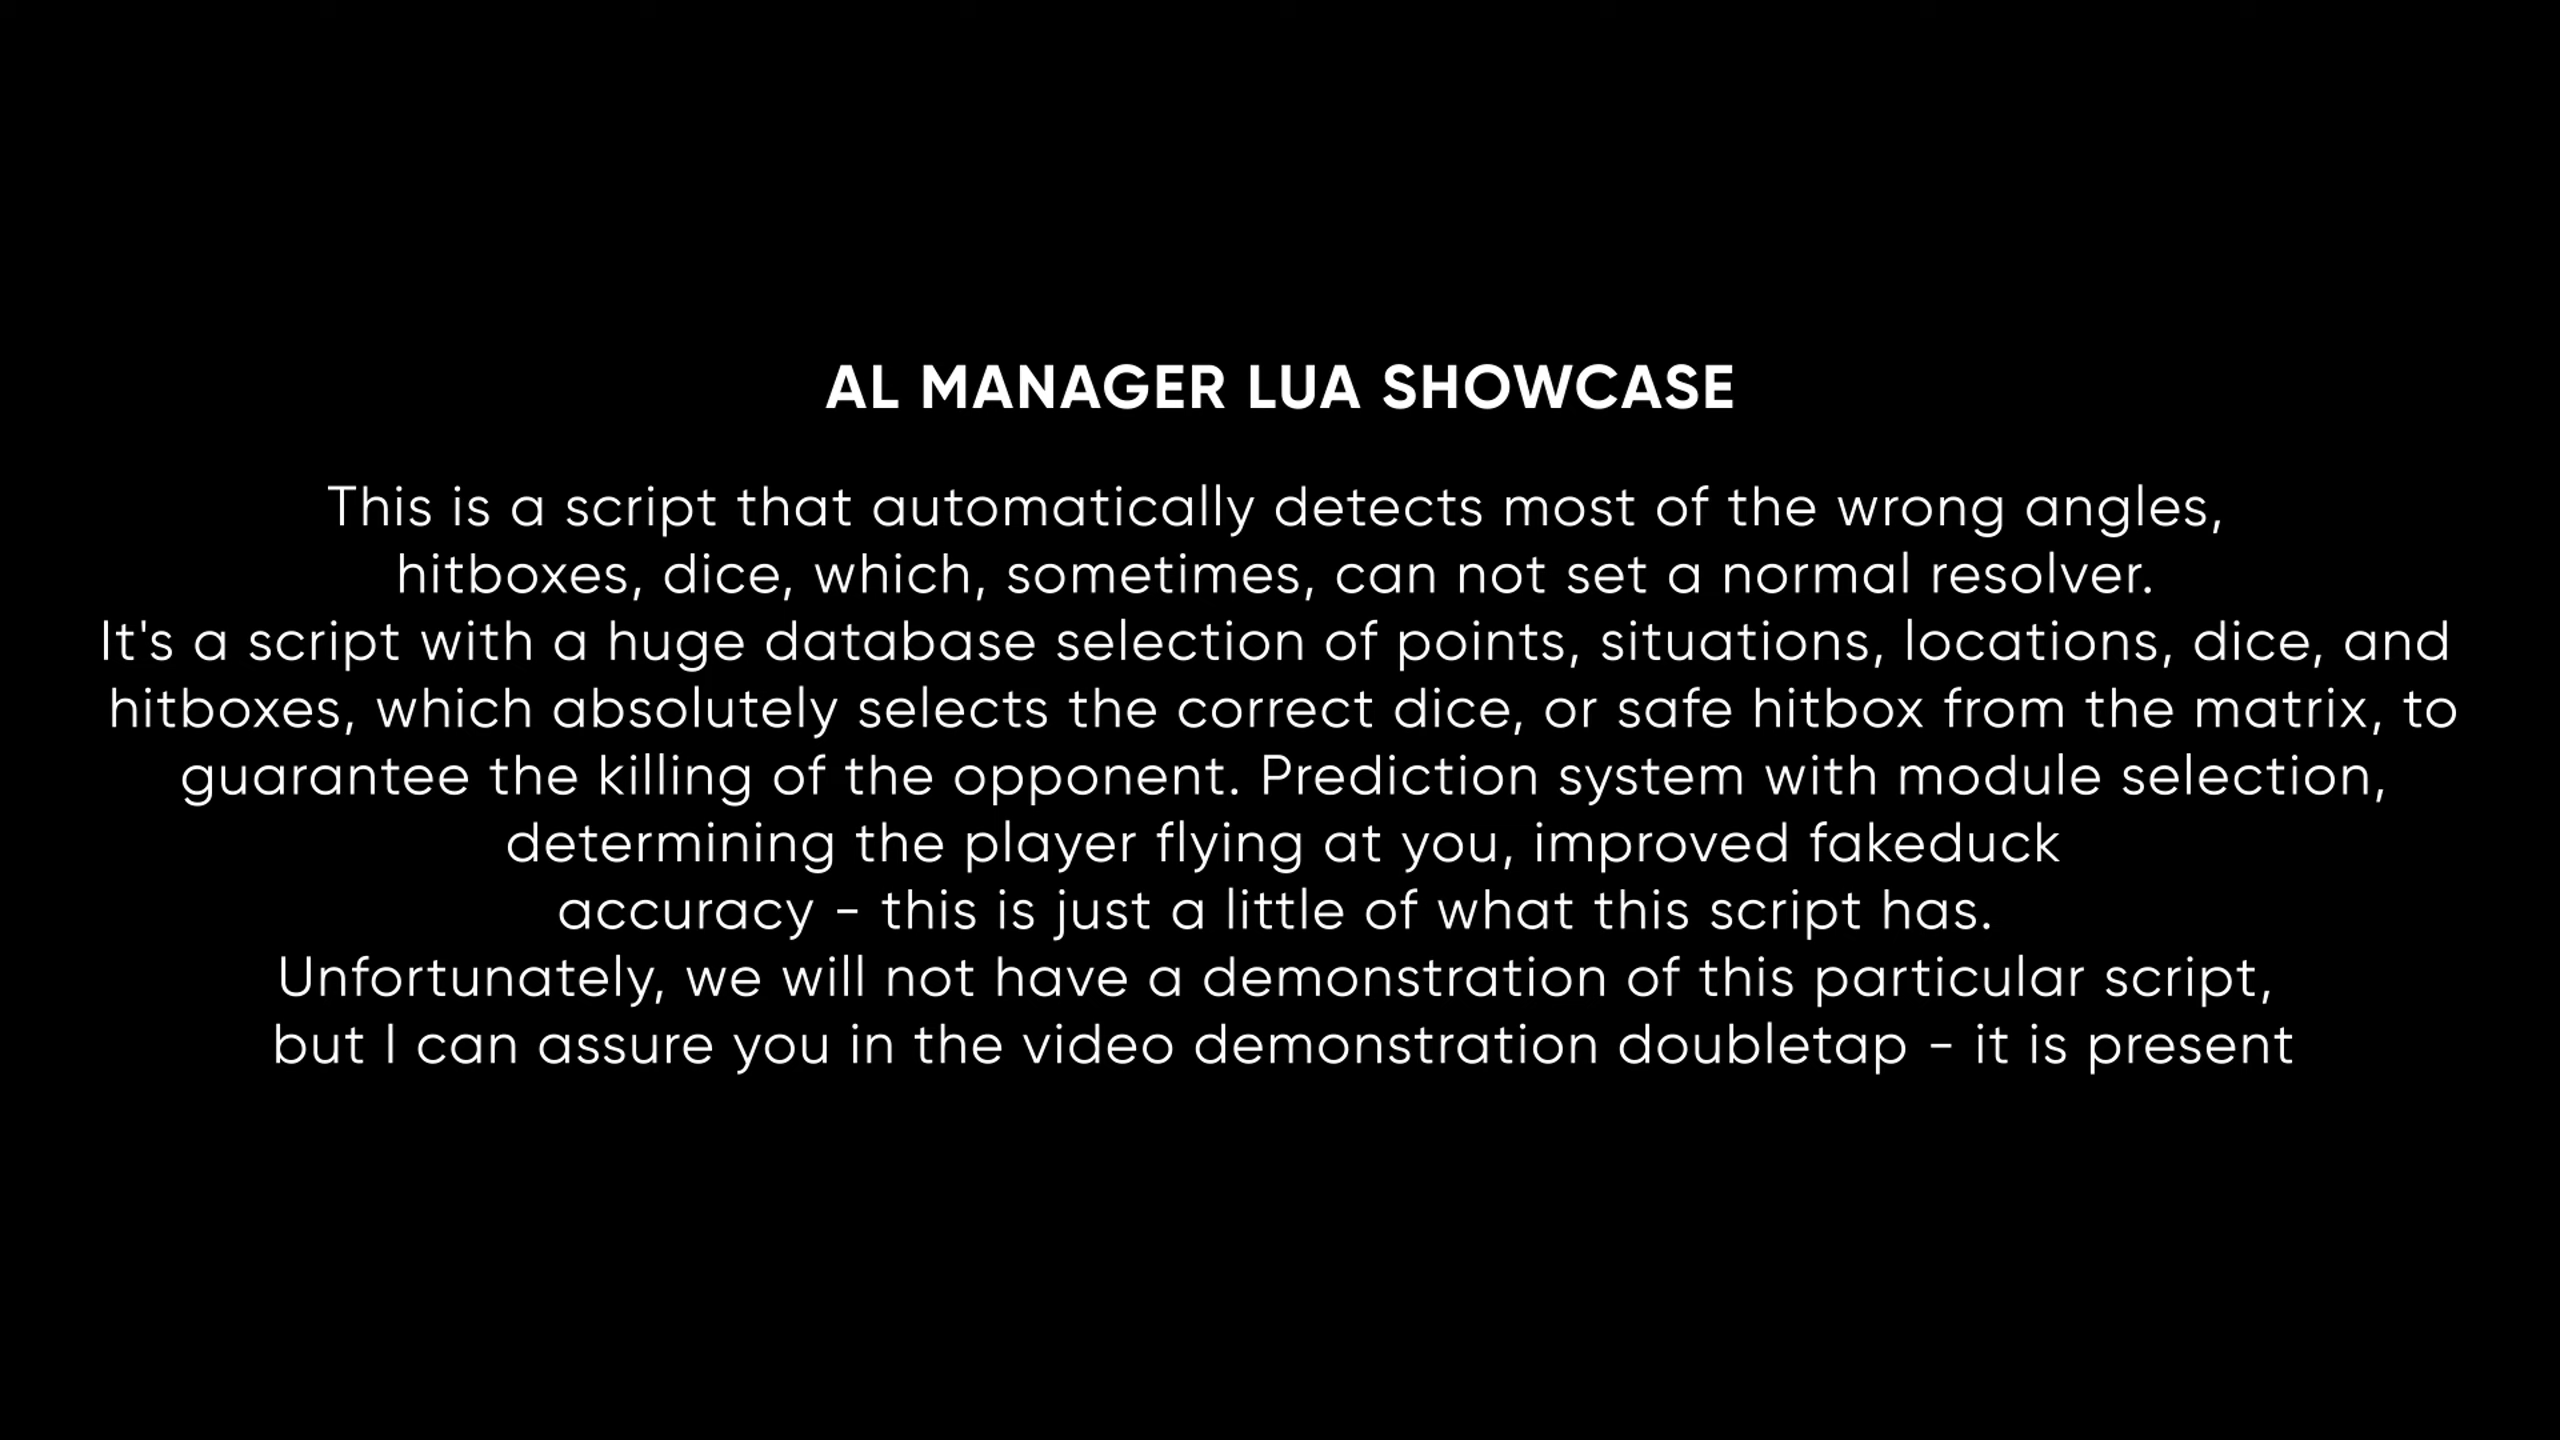 AL MANAGER LUA SHOWCASE
This is a script that automatically detects most of the wrong angles,
hitboxes, dice, which, sometimes, can not set a normal resolver.
It's a script with a huge database selection of points, situations, locations, dice, and
hitboxes, which absolutely selects the correct dice, or safe hitbox from the matrix, to
guarantee the killing of the opponent. Prediction system with module selection,
determining the player flying at you, improved fakeduck
accuracy - this is just a little of what this script has.
Unfortunately, we will not have a demonstration of this particular script,
but I can assure you in the video demonstration doubletap - it is present